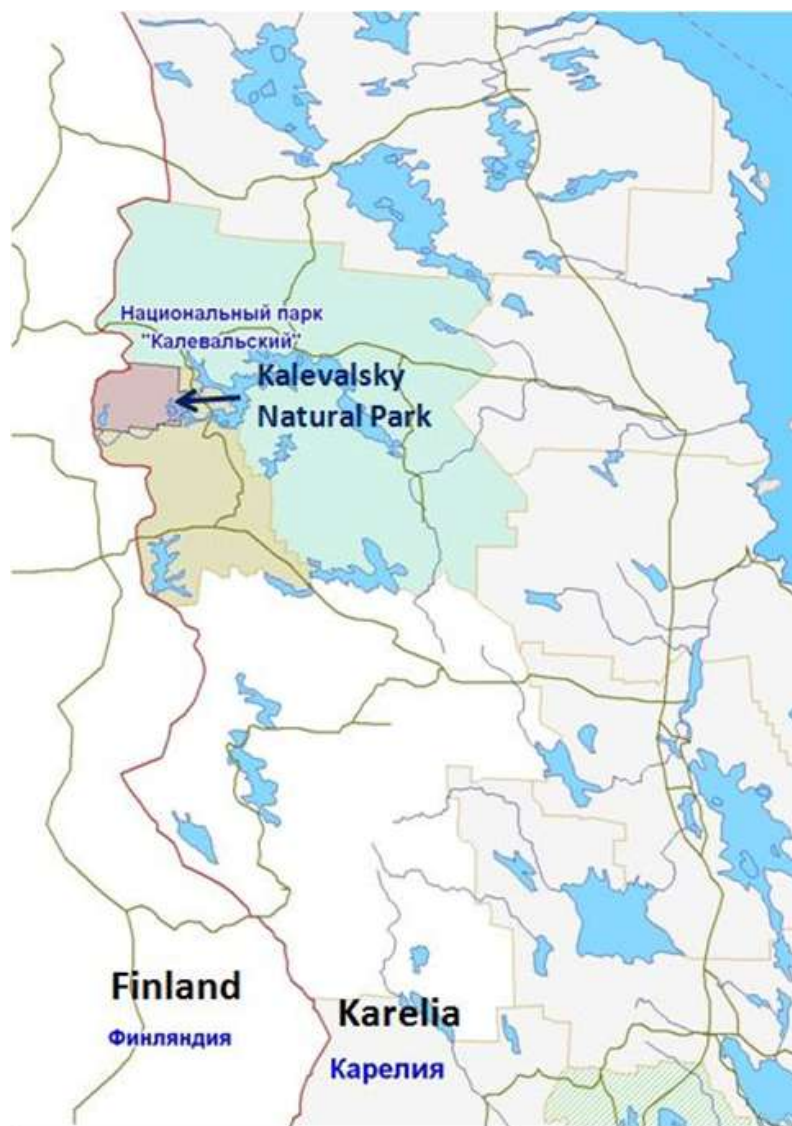 Национальный парк
"Калевальский"
Kalevalsky
Natural Park
Finland
Финляндия
Karelia
Карелия